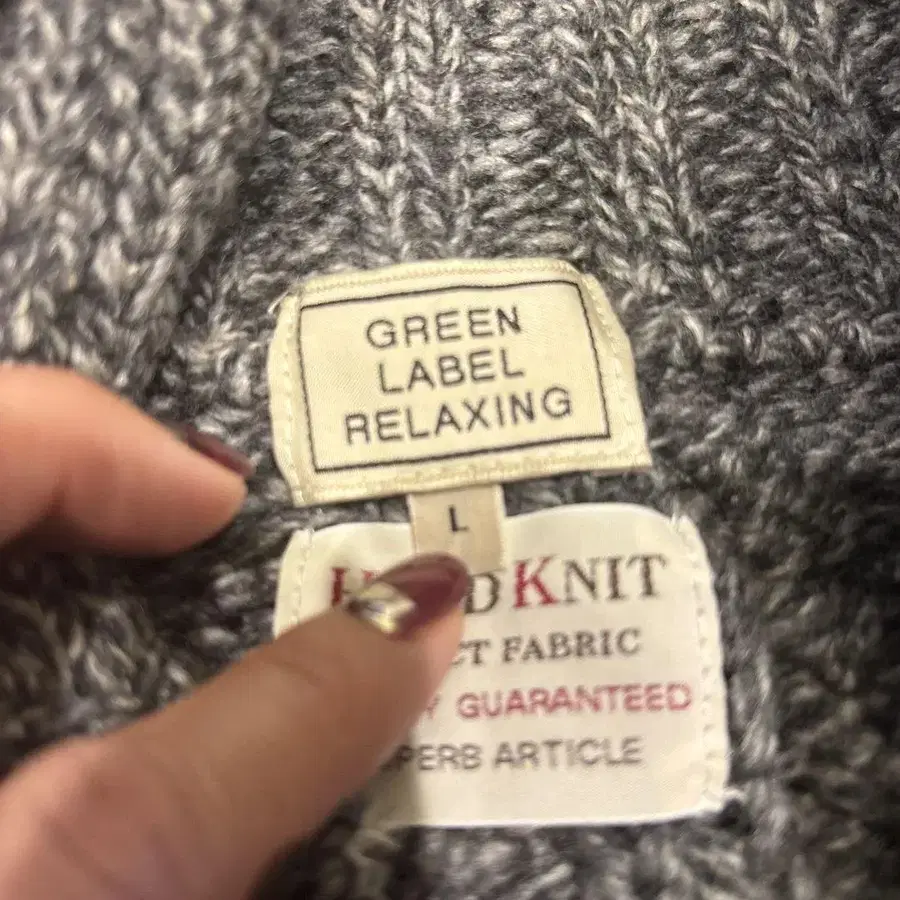 GREEN
LABEL
RELAXING
L
KNIT
FABRIC
GUARANTEED
ARTICLE